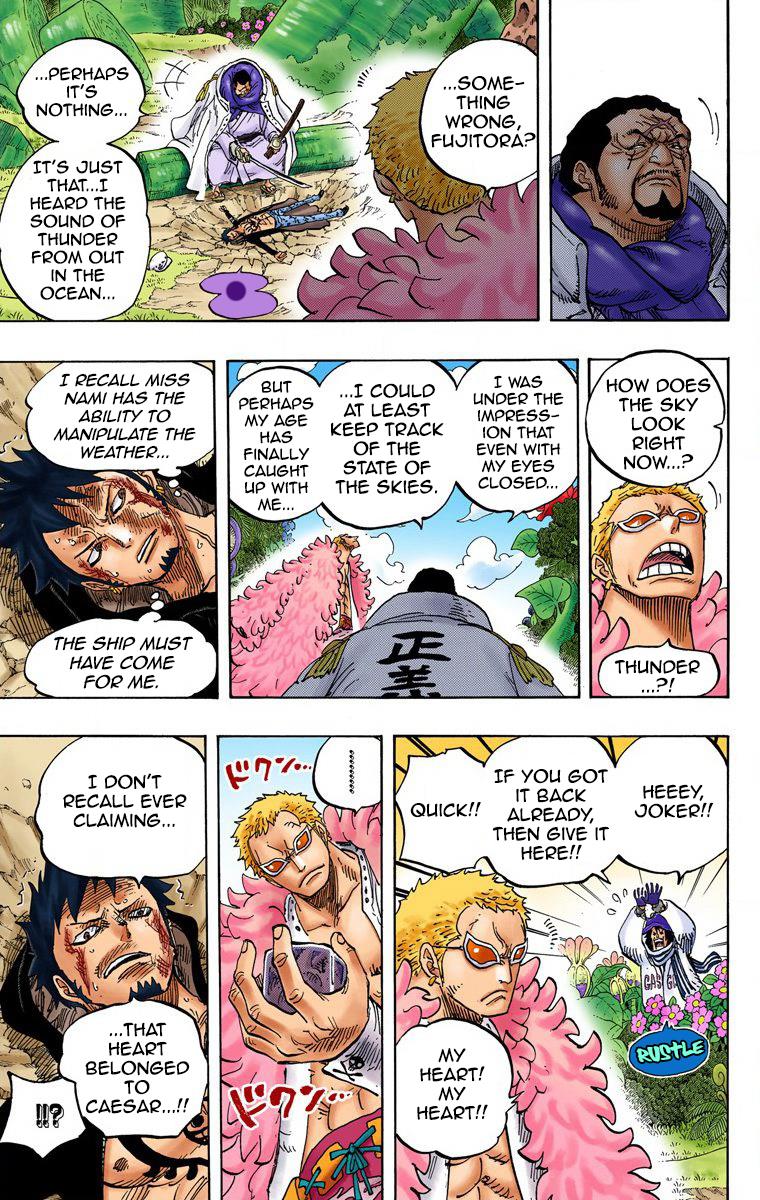 ...SOME-
THING
WRONG,
FUJITORA?
...PERHAPS
IT'S
NOTHING...
IT'S JUST
THAT...I
HEARD THE
SOUND OF
THUNDER
FROM OUT
IN THE
OCEAN...
HOW DOES
THE SKY
LOOK
RIGHT
NOW...?
THUNDER
...?!
I WAS
UNDER THE
IMPRESS-
ION THAT
EVEN WITH
MY EYES
CLOSED...
...I COULD
AT LEAST
KEEP TRACK
OF THE
STATE OF
THE SKIES.
BUT
PERHAPS
MY AGE
HAS
FINALLY
CAUGHT
UP WITH
ME...
正義
I RECALL MISS
NAMI HAS THE
ABILITY TO
MANIPULATE THE
WEATHER...
THE SHIP MUST
HAVE COME
FOR ME.
HEEEY,
JOKER!!
IF YOU GOT
IT BACK
ALREADY,
THEN GIVE IT
HERE!!
QUICK!!
GAS
RUSTLE
MY
HEART!
MY
HEART!!
.........
ドクン...
ドクン...
I DON'T
RECALL EVER
CLAIMING...
...THAT
HEART
BELONGED
TO
CAESAR...!!
!!?